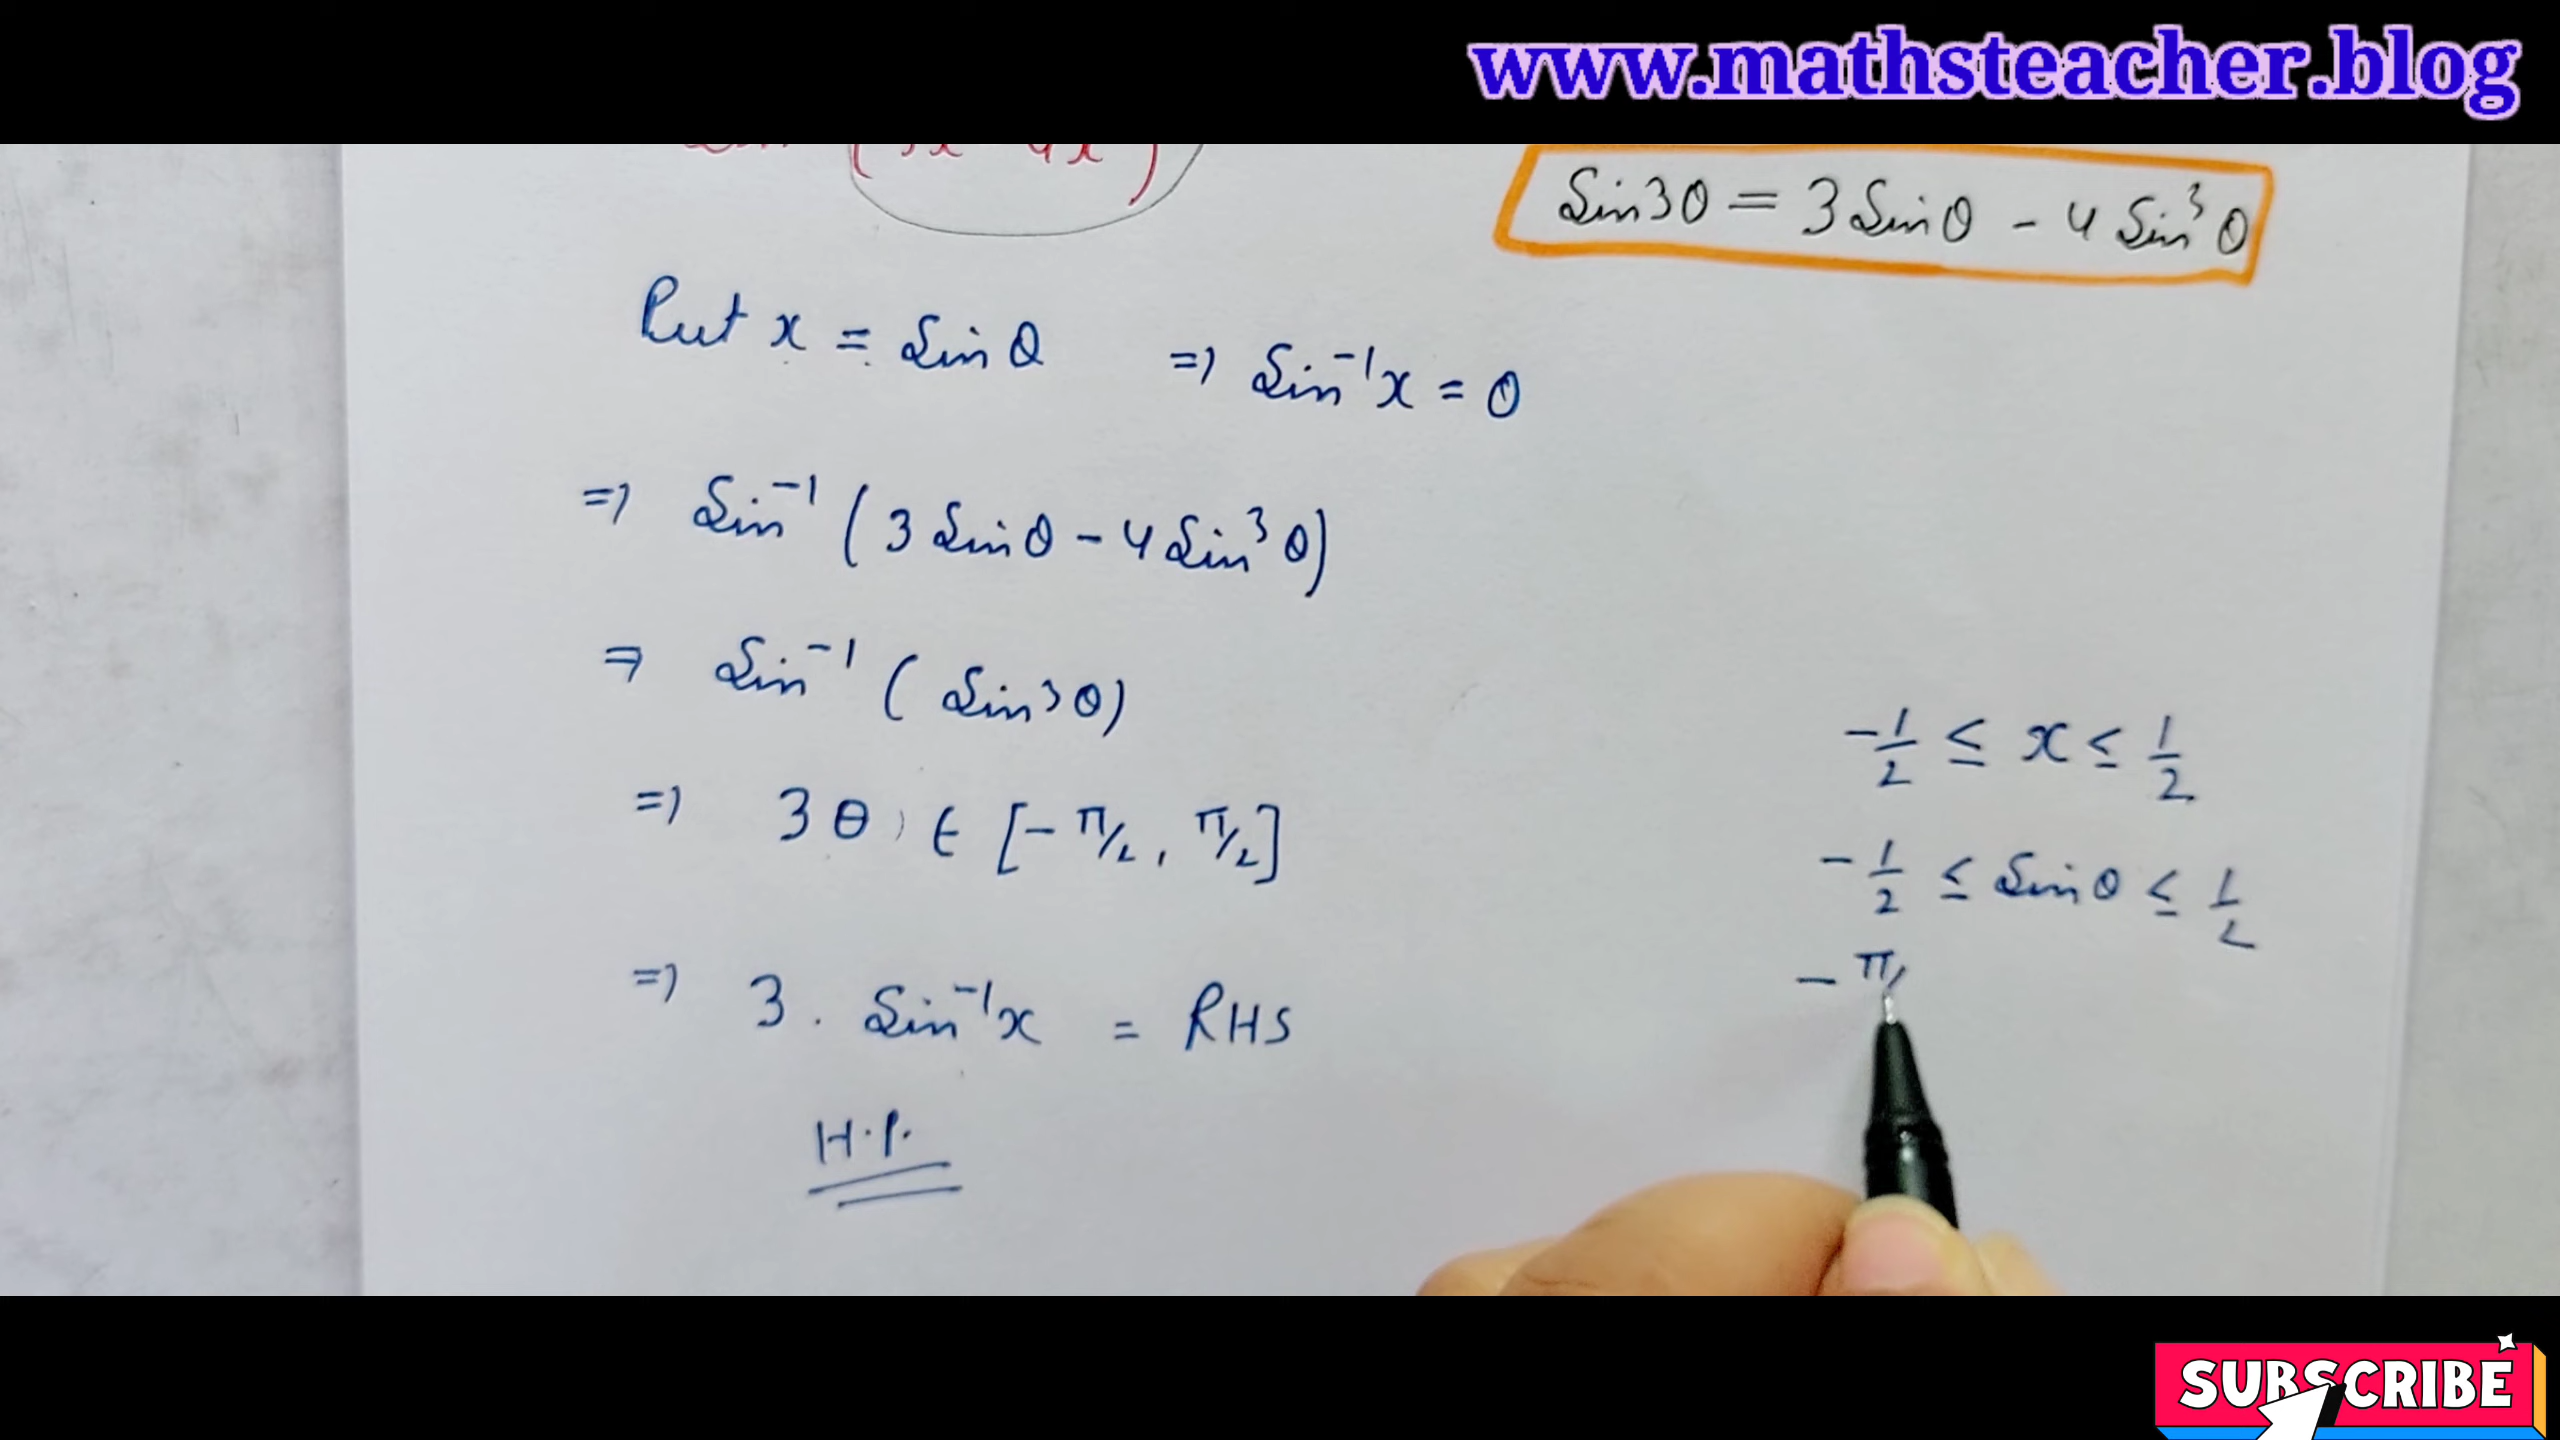 www.mathsteacher.blog
Sin3θ = 3Sinθ - 4Sin³θ
Put x = Sinθ ⇒ Sin⁻¹x = θ
⇒ Sin⁻¹(3Sinθ - 4Sin³θ)
⇒ Sin⁻¹(Sin3θ)
⇒ 3θ ∈ [-π/2, π/2]
⇒ 3. Sin⁻¹x = RHS
H.P.
-1/2 ≤ x ≤ 1/2
-1/2 ≤ Sinθ ≤ 1/2
-π/
SUBSCRIBE